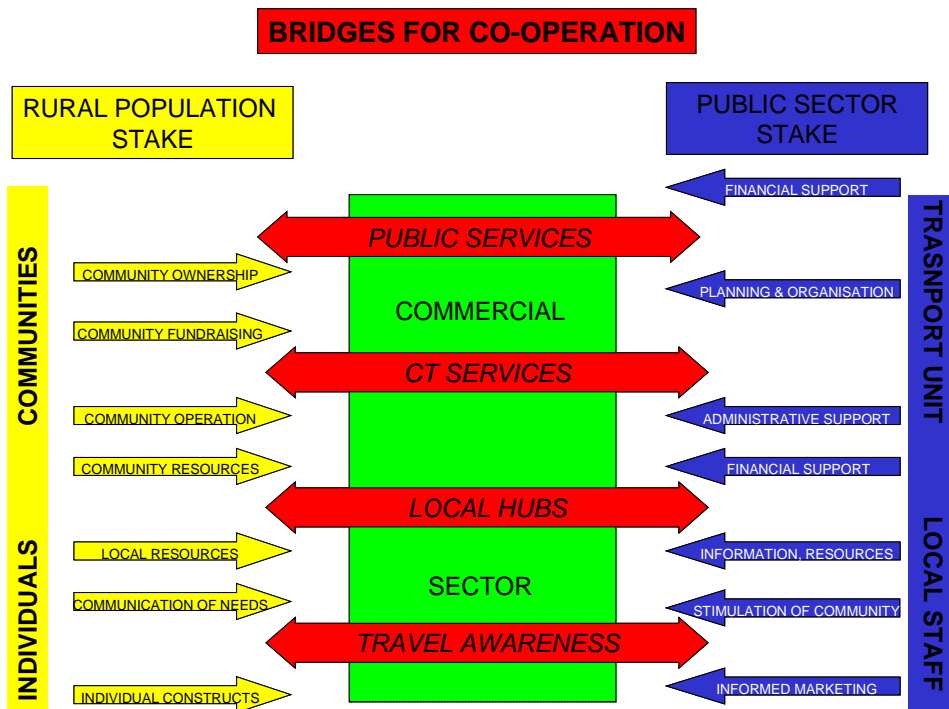 BRIDGES FOR CO-OPERATION
RURAL POPULATION
STAKE
PUBLIC SECTOR
STAKE
COMMUNITIES
INDIVIDUALS
COMMUNITY OWNERSHIP
COMMUNITY FUNDRAISING
COMMUNITY OPERATION
COMMUNITY RESOURCES
LOCAL RESOURCES
COMMUNICATION OF NEEDS
INDIVIDUAL CONSTRUCTS
PUBLIC SERVICES
COMMERCIAL
CT SERVICES
LOCAL HUBS
SECTOR
TRAVEL AWARENESS
FINANCIAL SUPPORT
PLANNING & ORGANISATION
ADMINISTRATIVE SUPPORT
FINANCIAL SUPPORT
INFORMATION, RESOURCES
STIMULATION OF COMMUNITY
INFORMED MARKETING
TRASNPORT UNIT
LOCAL STAFF